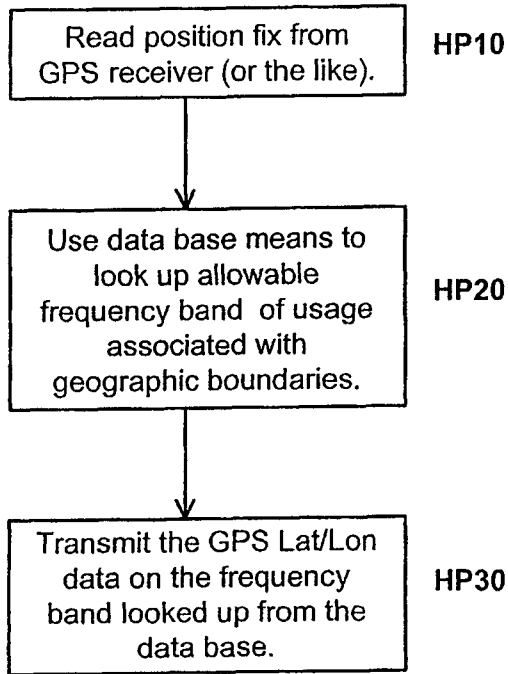 Read position fix from
GPS receiver (or the like).
HP10
Use data base means to
look up allowable
frequency band of usage
associated with
geographic boundaries.
HP20
Transmit the GPS Lat/Lon
data on the frequency
band looked up from the
data base.
HP30